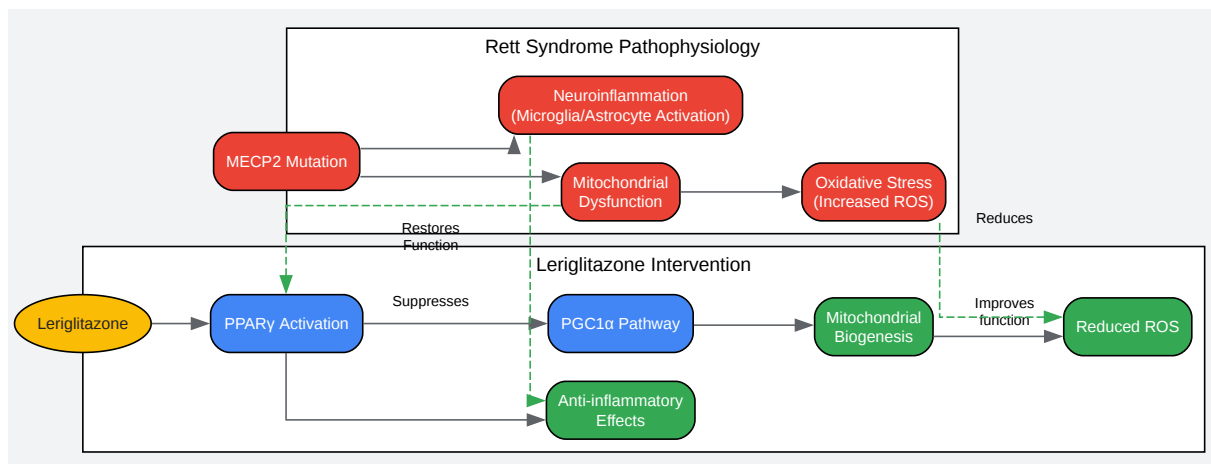 Rett Syndrome Pathophysiology
Neuroinflammation
(Microglia/Astrocyte Activation)
MECP2 Mutation
Mitochondrial
Dysfunction
Oxidative Stress
(Increased ROS)
Reduces
Restores
Function
Leriglitazone Intervention
Leriglitazone
PPARγ Activation
Suppresses
PGC1α Pathway
Mitochondrial
Biogenesis
Improves
function
Reduced ROS
Anti-inflammatory
Effects